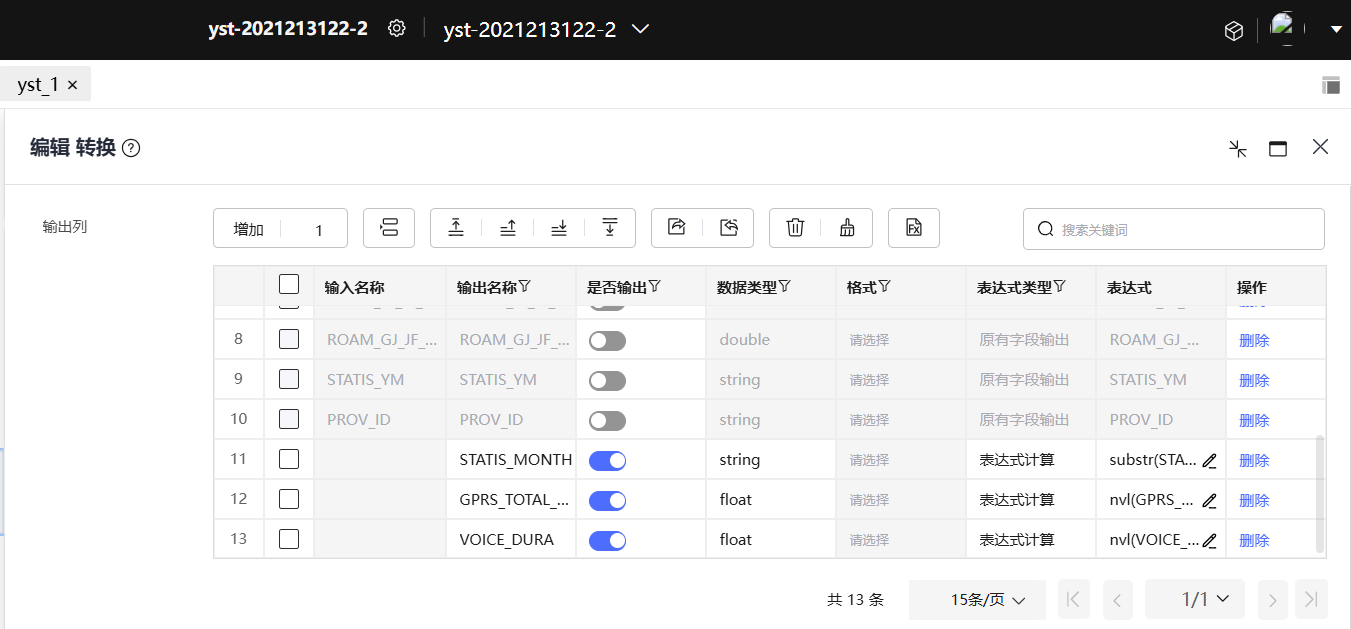 yst-2021213122-2 yst-2021213122-2
yst_1 ×
编辑 转换 ?
输出列 增加 1 搜索关键词
输入名称 输出名称 是否输出 数据类型 格式 表达式类型 表达式 操作
8 ROAM_GJ_JF_... ROAM_GJ_JF_... double 请选择 原有字段输出 ROAM_GJ_... 删除
9 STATIS_YM STATIS_YM string 请选择 原有字段输出 STATIS_YM 删除
10 PROV_ID PROV_ID string 请选择 原有字段输出 PROV_ID 删除
11 STATIS_MONTH string 请选择 表达式计算 substr(STA... 删除
12 GPRS_TOTAL_... float 请选择 表达式计算 nvl(GPRS_... 删除
13 VOICE_DURA float 请选择 表达式计算 nvl(VOICE_... 删除
共 13 条 15条/页 1/1